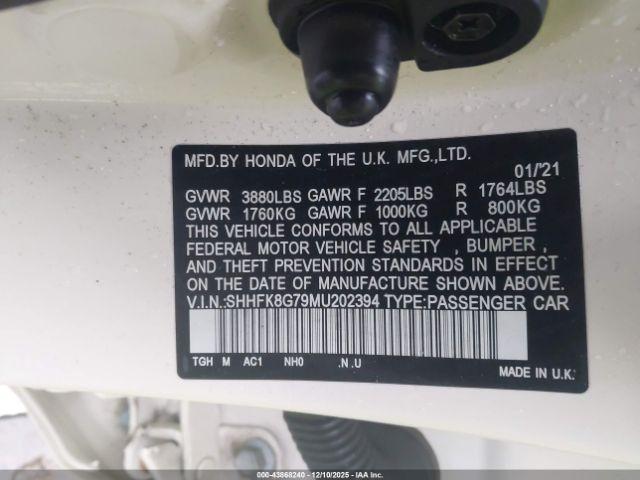 MFD.BY HONDA OF THE U.K. MFG.,LTD.
01/'21
GVWR 3880LBS GAWR F 2205LBS R 1764LBS
GVWR 1760KG GAWR F 1000KG R 800KG
THIS VEHICLE CONFORMS TO ALL APPLICABLE
FEDERAL MOTOR VEHICLE SAFETY , BUMPER ,
AND THEFT PREVENTION STANDARDS IN EFFECT
ON THE DATE OF MANUFACTURE SHOWN ABOVE.
V.I.N.:SHHFK8G79MU202394 TYPE:PASSENGER CAR
TGH M AC1 NH0 .N .U
MADE IN U.K.
000-43868240 - 12/10/2025 - IAA Inc.